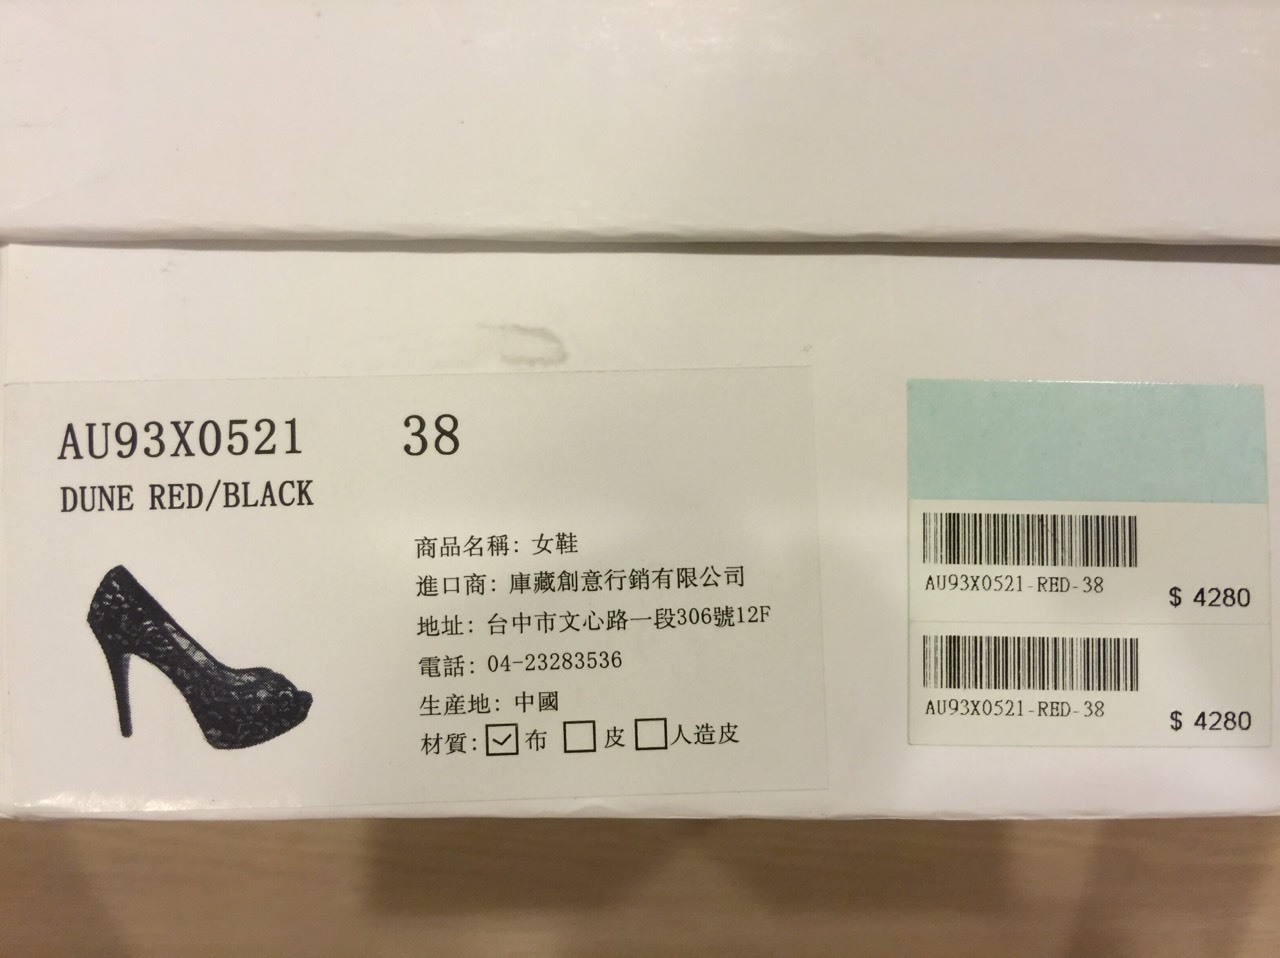 AU93X0521 38
DUNE RED/BLACK
商品名稱: 女鞋
進口商: 庫藏創意行銷有限公司
地址: 台中市文心路一段306號12F
電話: 04-23283536
生産地: 中國
材質: 布 皮 人造皮
AU93X0521-RED-38
$ 4280
AU93X0521-RED-38
$ 4280